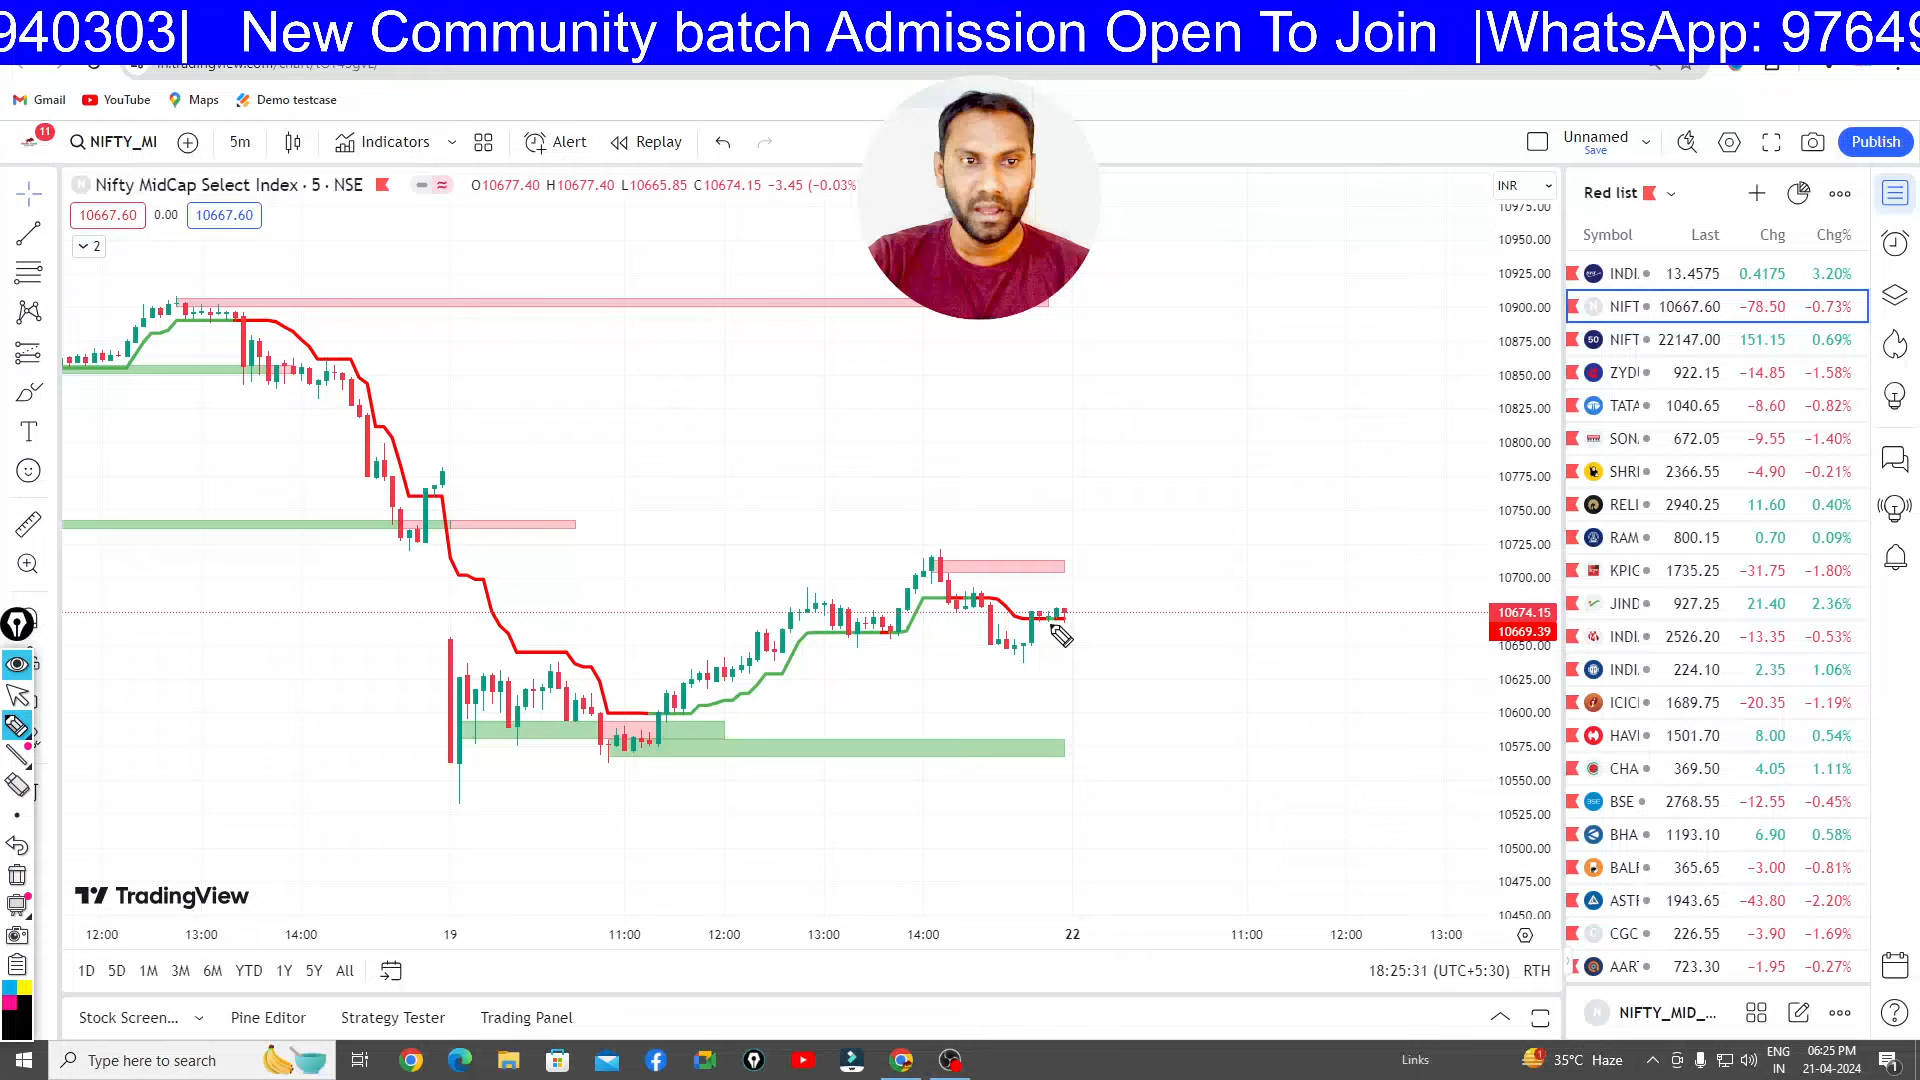 940303|   New Community batch Admission Open To Join  |WhatsApp: 97649
Gmail YouTube Maps Demo testcase
11 NIFTY_MI 5m Indicators Alert Replay Unnamed Save Publish
Nifty MidCap Select Index · 5 · NSE O10677.40 H10677.40 L10665.85 C10674.15 −3.45 (−0.03%
10667.60 0.00 10667.60
2
INR
10975.00
10950.00
10925.00
10900.00
10875.00
10850.00
10825.00
10800.00
10775.00
10750.00
10725.00
10700.00
10674.15
10669.39
10650.00
10625.00
10600.00
10575.00
10550.00
10525.00
10500.00
10475.00
10450.00
Red list
Symbol Last Chg Chg%
INDI 13.4575 0.4175 3.20%
NIFT 10667.60 −78.50 −0.73%
50 NIFT 22147.00 151.15 0.69%
ZYDI 922.15 −14.85 −1.58%
TATA 1040.65 −8.60 −0.82%
SON 672.05 −9.55 −1.40%
SHRI 2366.55 −4.90 −0.21%
RELI 2940.25 11.60 0.40%
RAM 800.15 0.70 0.09%
KPIC 1735.25 −31.75 −1.80%
JIND 927.25 21.40 2.36%
INDI 2526.20 −13.35 −0.53%
INDI 224.10 2.35 1.06%
ICICI 1689.75 −20.35 −1.19%
HAVI 1501.70 8.00 0.54%
CHA 369.50 4.05 1.11%
BSE 2768.55 −12.55 −0.45%
BHA 1193.10 6.90 0.58%
BALI 365.65 −3.00 −0.81%
ASTI 1943.65 −43.80 −2.20%
CGC 226.55 −3.90 −1.69%
AAR 723.30 −1.95 −0.27%
NIFTY_MID_...
TradingView
12:00 13:00 14:00 19 11:00 12:00 13:00 14:00 22 11:00 12:00 13:00
1D 5D 1M 3M 6M YTD 1Y 5Y All 18:25:31 (UTC+5:30) RTH
Stock Screen... Pine Editor Strategy Tester Trading Panel
Type here to search Links 35°C Haze ENG IN 06:25 PM 21-04-2024 1